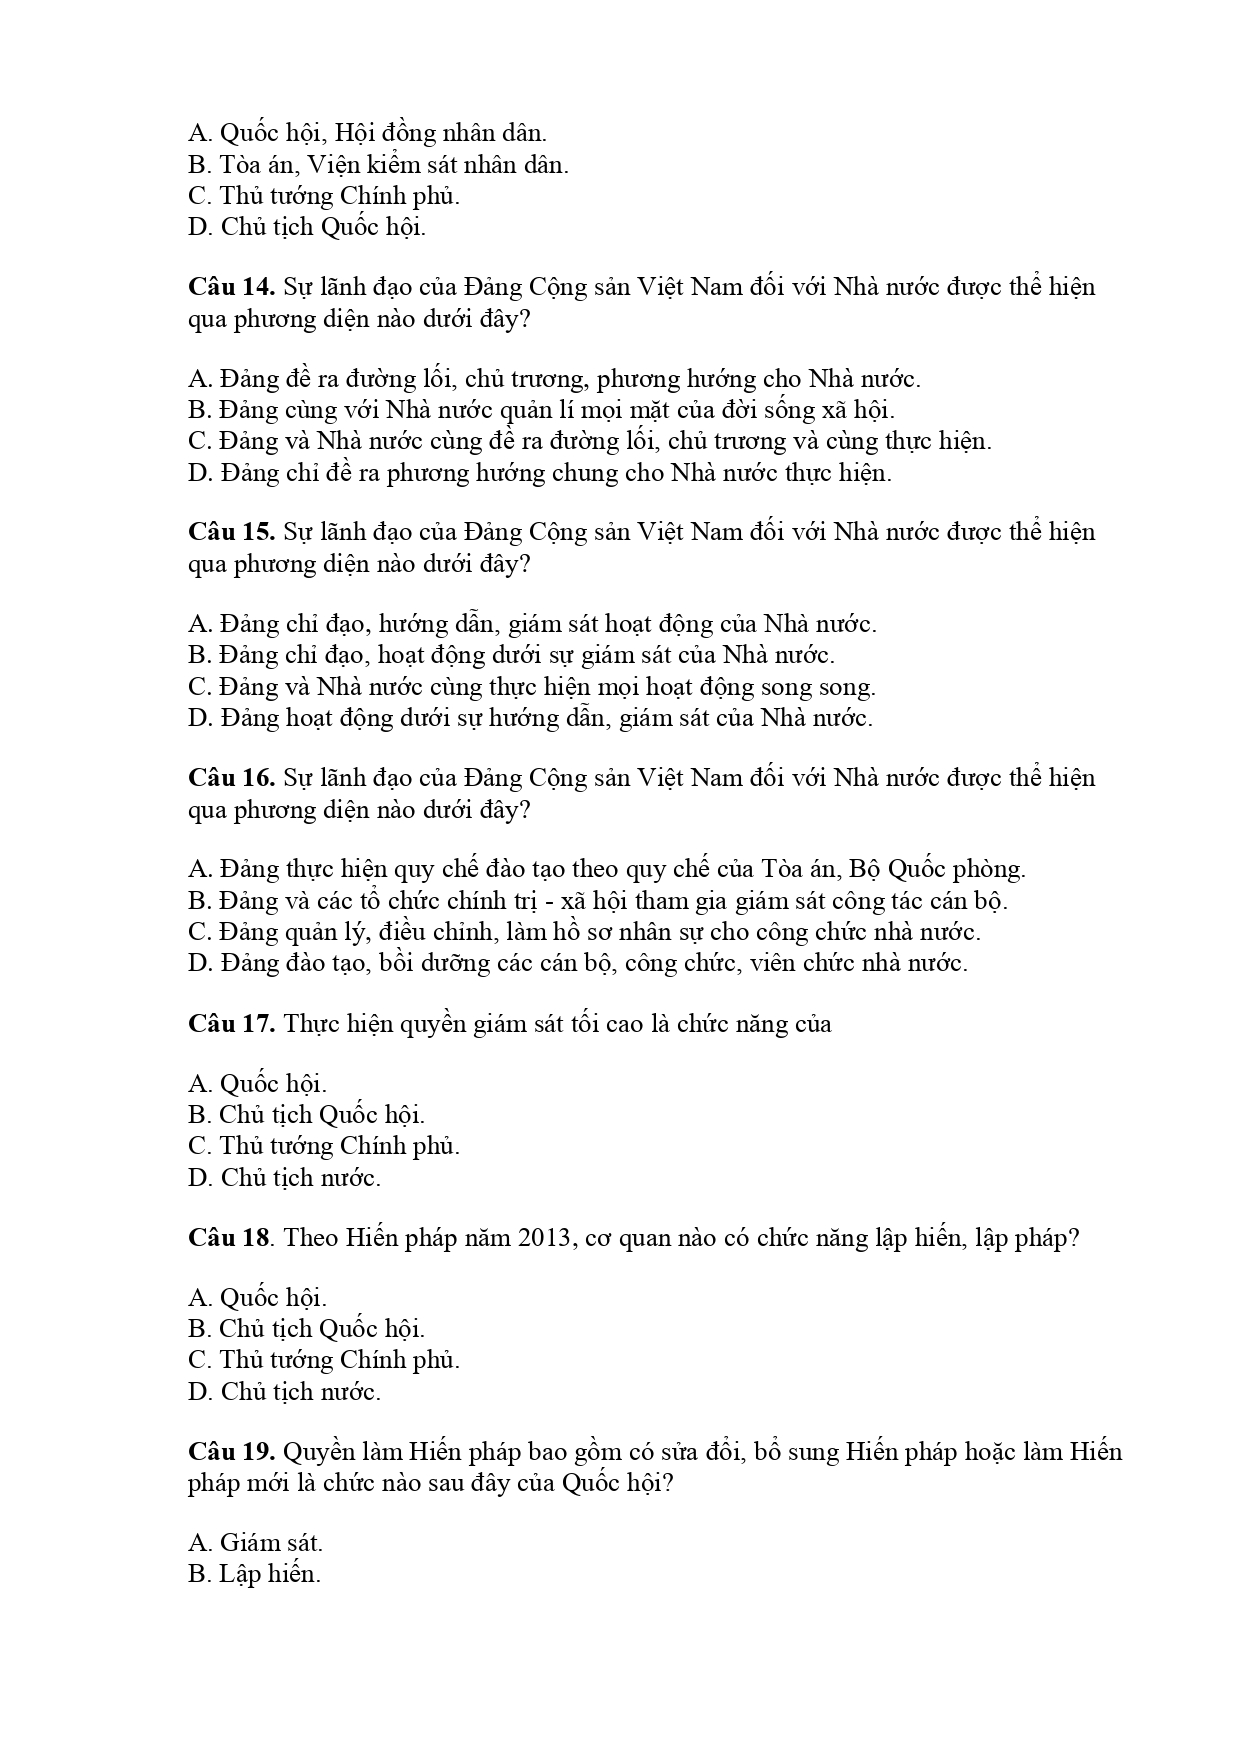 A. Quốc hội, Hội đồng nhân dân.
B. Tòa án, Viện kiểm sát nhân dân.
C. Thủ tướng Chính phủ.
D. Chủ tịch Quốc hội.
Câu 14. Sự lãnh đạo của Đảng Cộng sản Việt Nam đối với Nhà nước được thể hiện
qua phương diện nào dưới đây?
A. Đảng đề ra đường lối, chủ trương, phương hướng cho Nhà nước.
B. Đảng cùng với Nhà nước quản lí mọi mặt của đời sống xã hội.
C. Đảng và Nhà nước cùng đề ra đường lối, chủ trương và cùng thực hiện.
D. Đảng chỉ đề ra phương hướng chung cho Nhà nước thực hiện.
Câu 15. Sự lãnh đạo của Đảng Cộng sản Việt Nam đối với Nhà nước được thể hiện
qua phương diện nào dưới đây?
A. Đảng chỉ đạo, hướng dẫn, giám sát hoạt động của Nhà nước.
B. Đảng chỉ đạo, hoạt động dưới sự giám sát của Nhà nước.
C. Đảng và Nhà nước cùng thực hiện mọi hoạt động song song.
D. Đảng hoạt động dưới sự hướng dẫn, giám sát của Nhà nước.
Câu 16. Sự lãnh đạo của Đảng Cộng sản Việt Nam đối với Nhà nước được thể hiện
qua phương diện nào dưới đây?
A. Đảng thực hiện quy chế đào tạo theo quy chế của Tòa án, Bộ Quốc phòng.
B. Đảng và các tổ chức chính trị - xã hội tham gia giám sát công tác cán bộ.
C. Đảng quản lý, điều chỉnh, làm hồ sơ nhân sự cho công chức nhà nước.
D. Đảng đào tạo, bồi dưỡng các cán bộ, công chức, viên chức nhà nước.
Câu 17. Thực hiện quyền giám sát tối cao là chức năng của
A. Quốc hội.
B. Chủ tịch Quốc hội.
C. Thủ tướng Chính phủ.
D. Chủ tịch nước.
Câu 18. Theo Hiến pháp năm 2013, cơ quan nào có chức năng lập hiến, lập pháp?
A. Quốc hội.
B. Chủ tịch Quốc hội.
C. Thủ tướng Chính phủ.
D. Chủ tịch nước.
Câu 19. Quyền làm Hiến pháp bao gồm có sửa đổi, bổ sung Hiến pháp hoặc làm Hiến
pháp mới là chức nào sau đây của Quốc hội?
A. Giám sát.
B. Lập hiến.